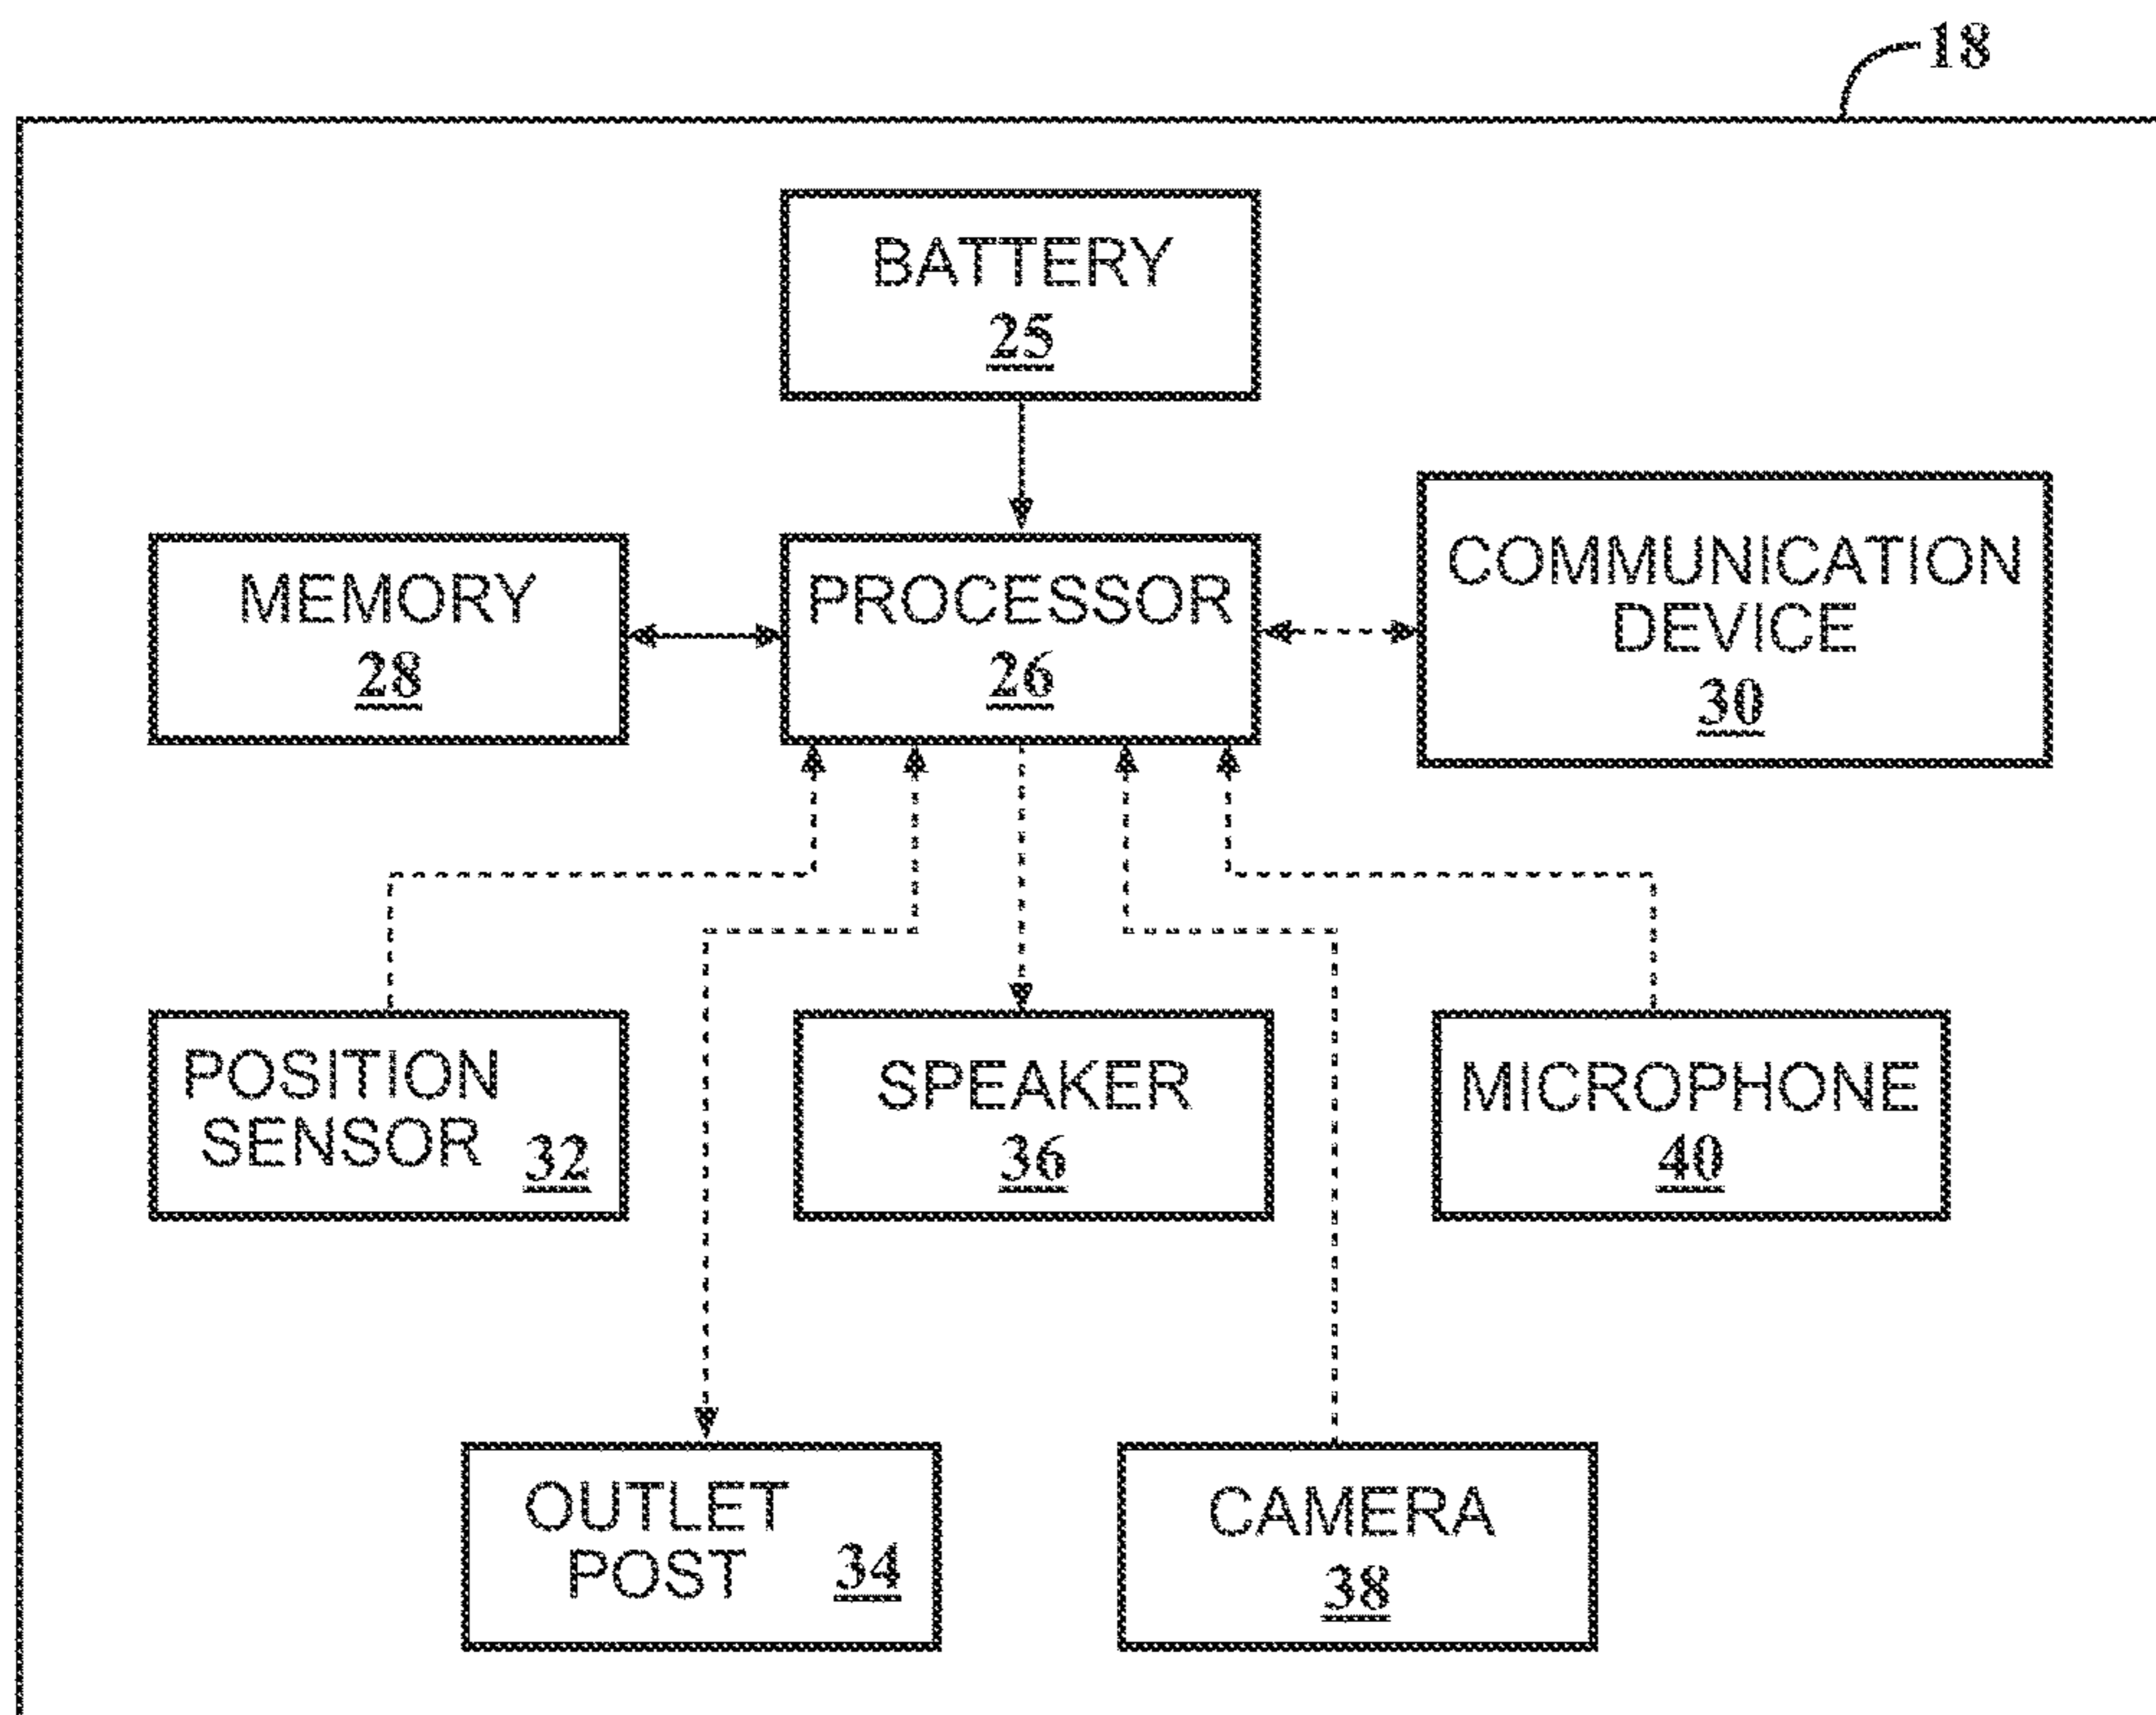 18
BATTERY
25
MEMORY
28
PROCESSOR
26
COMMUNICATION
DEVICE
30
POSITION
SENSOR 32
SPEAKER
36
MICROPHONE
40
OUTLET
POST 34
CAMERA
38